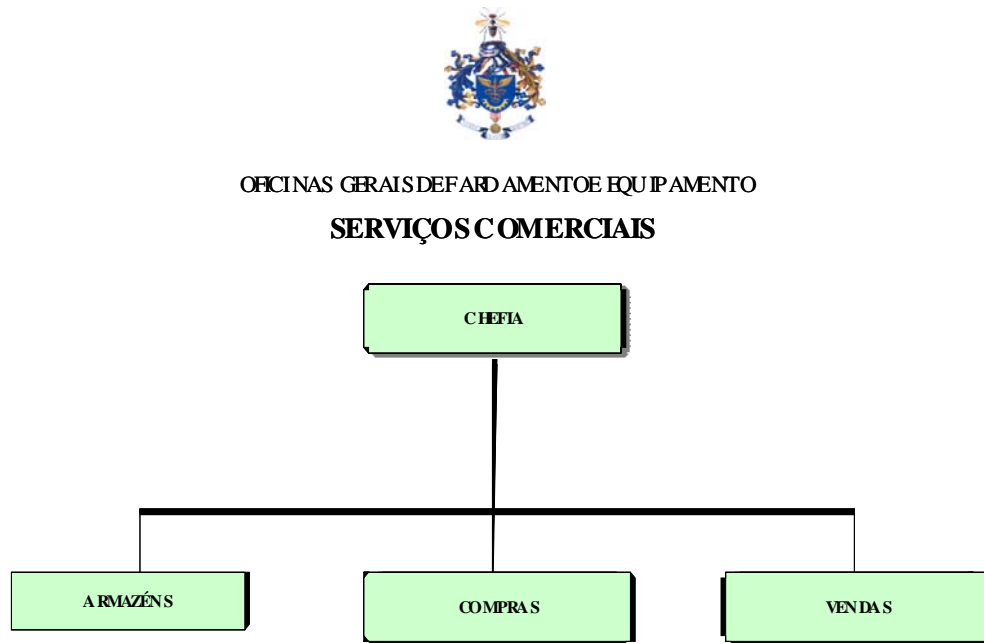 OFICINAS GERAIS DE FARDAMENTO E EQUIPAMENTO
SERVIÇOS COMERCIAIS
CHEFIA
ARMAZÉNS
COMPRAS
VENDAS